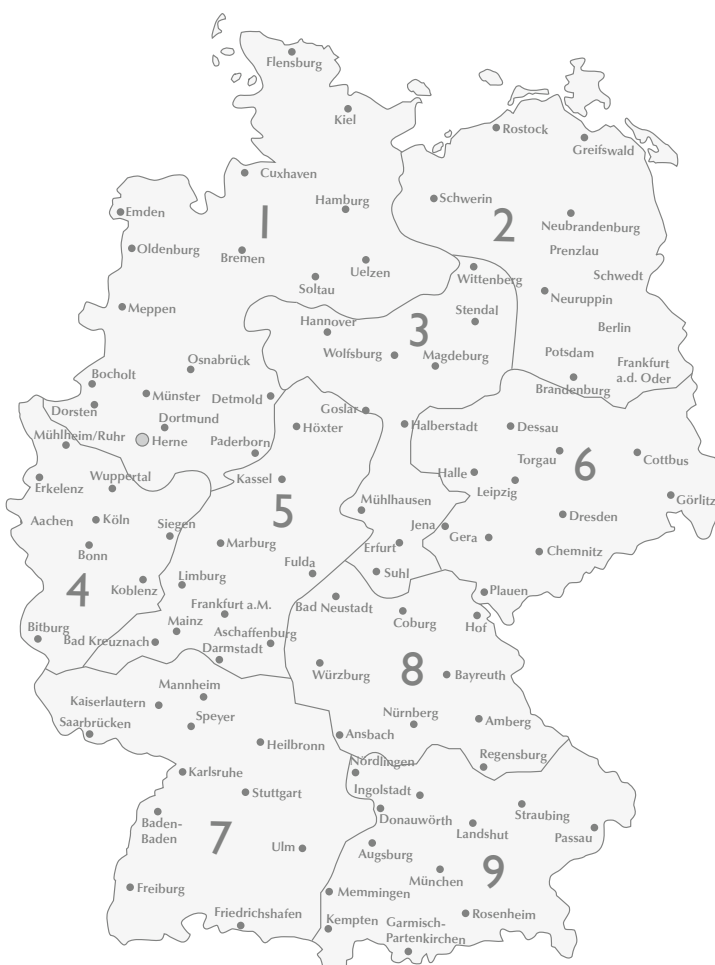 Flensburg
Kiel
Rostock
Greifswald
Cuxhaven
Hamburg
Schwerin
Emden
1
2
Neubrandenburg
Oldenburg
Bremen
Prenzlau
Uelzen
Wittenberg
Schwedt
Soltau
Neuruppin
Meppen
Stendal
Hannover
3
Berlin
Wolfsburg
Magdeburg
Potsdam
Osnabrück
Frankfurt
a.d. Oder
Bocholt
Brandenburg
Münster
Detmold
Dorsten
Goslar
Dortmund
Höxter
Halberstadt
Dessau
Mühlheim/Ruhr
Herne
Paderborn
Torgau
6
Cottbus
Wuppertal
Kassel
Halle
Erkelenz
Leipzig
Görlitz
5
Mühlhausen
Aachen
Köln
Siegen
Jena
Dresden
Gera
Bonn
Marburg
Erfurt
Chemnitz
Fulda
Suhl
4
Koblenz
Limburg
Plauen
Frankfurt a.M.
Bad Neustadt
Coburg
Hof
Bitburg
Mainz
Bad Kreuznach
Aschaffenburg
Darmstadt
8
Würzburg
Bayreuth
Mannheim
Kaiserlautern
Nürnberg
Saarbrücken
Speyer
Amberg
Ansbach
Heilbronn
Regensburg
Nördlingen
Karlsruhe
Stuttgart
Ingolstadt
Straubing
Donauwörth
Baden-
Baden
7
Landshut
Passau
Ulm
Augsburg
München
9
Freiburg
Memmingen
Friedrichshafen
Kempten
Garmisch-
Partenkirchen
Rosenheim